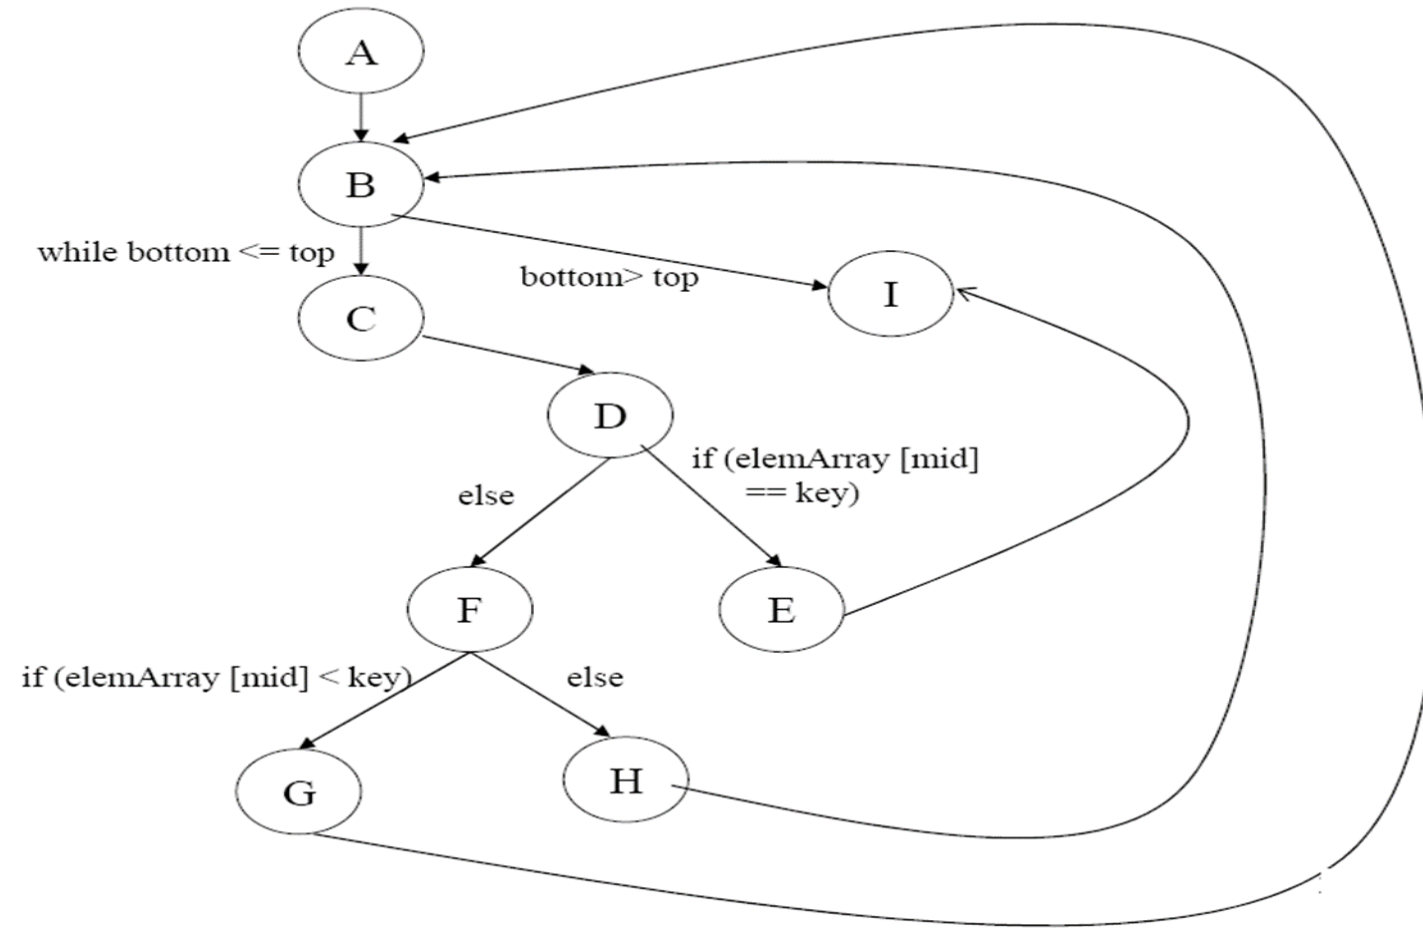 A
B
while bottom <= top
bottom> top
I
C
D
if (elemArray [mid]
== key)
else
F
E
if (elemArray [mid] < key)
else
G
H